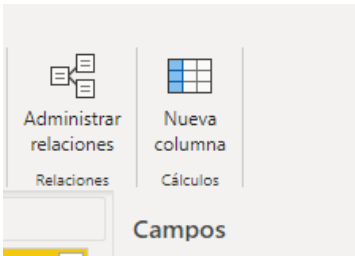 Administrar
relaciones
Relaciones
Nueva
columna
Cálculos
Campos